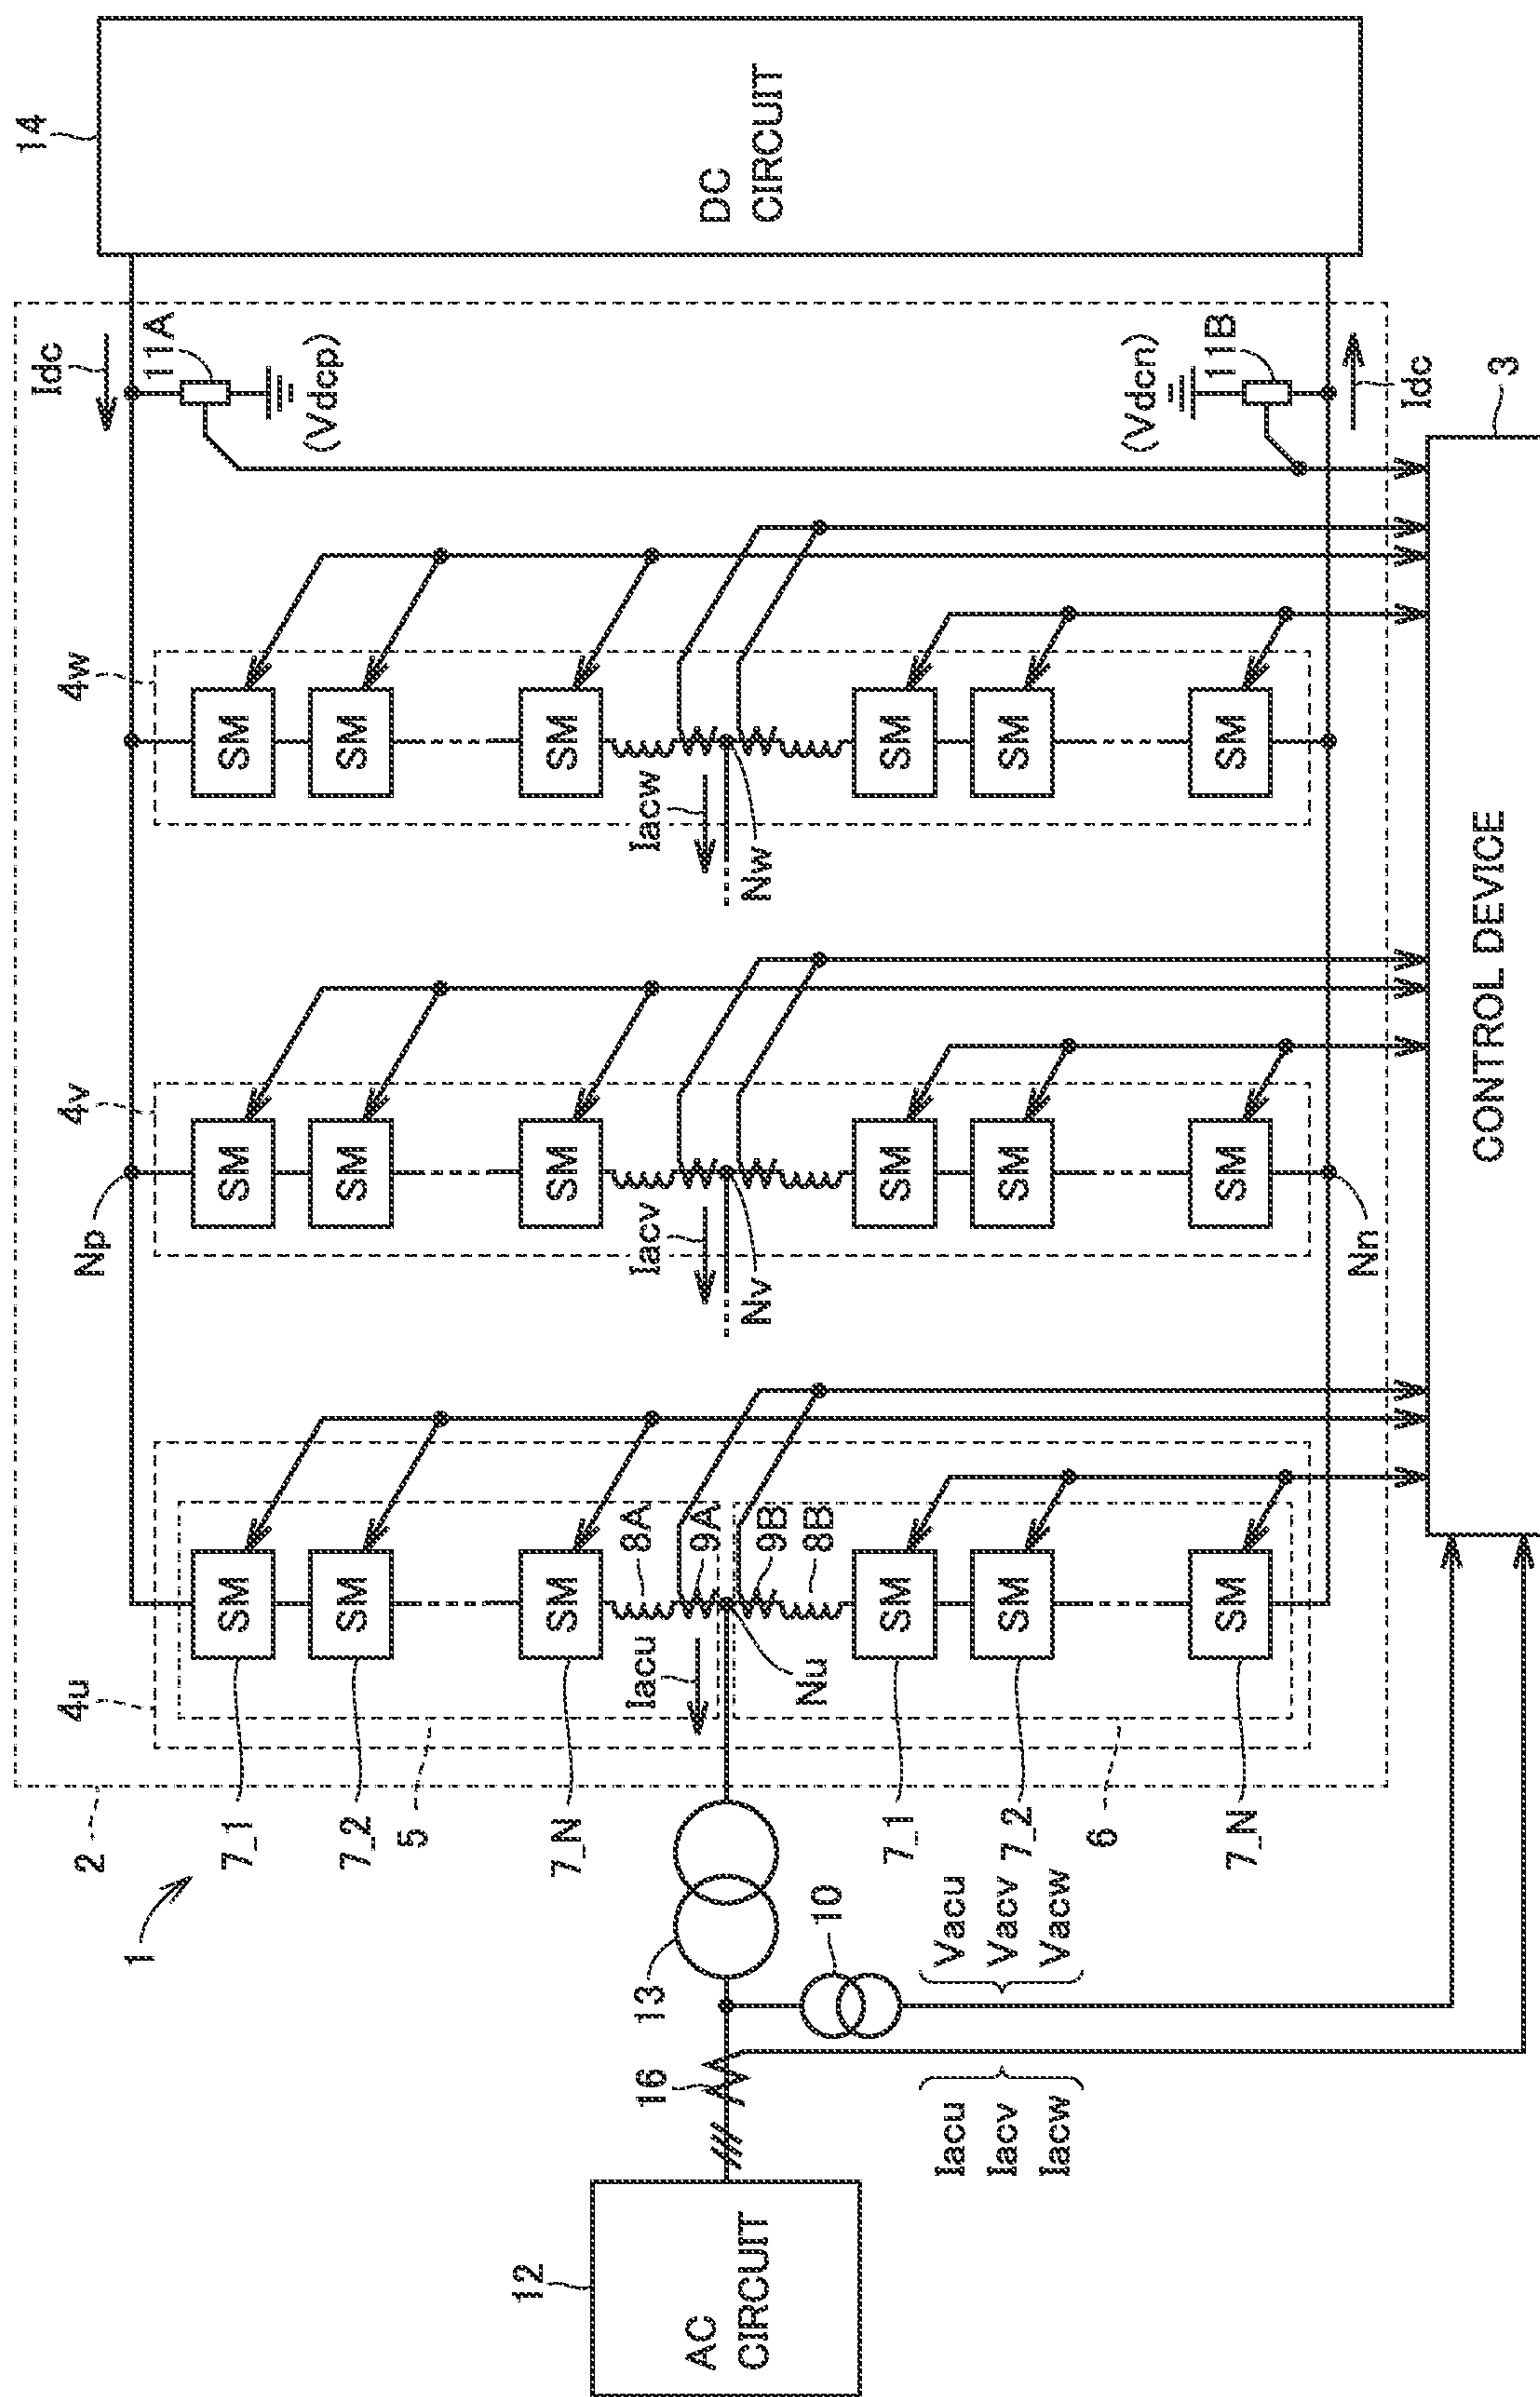 1
2
4u
4v
4w
14
Np
Idc
11A
(Vdcp)
DC
CIRCUIT
7_1
SM
SM
SM
7_2
SM
SM
SM
5
7_N
SM
SM
SM
8A
9A
Iacu
Iacv
Iacw
12
AC
CIRCUIT
16
13
Nu
Nv
Nw
9B
8B
10
7_1
SM
SM
SM
7_2
SM
SM
SM
6
7_N
SM
SM
SM
Vacu
Vacv
Vacw
Iacu
Iacv
Iacw
(Vdcn)
11B
Nn
Idc
3
CONTROL DEVICE